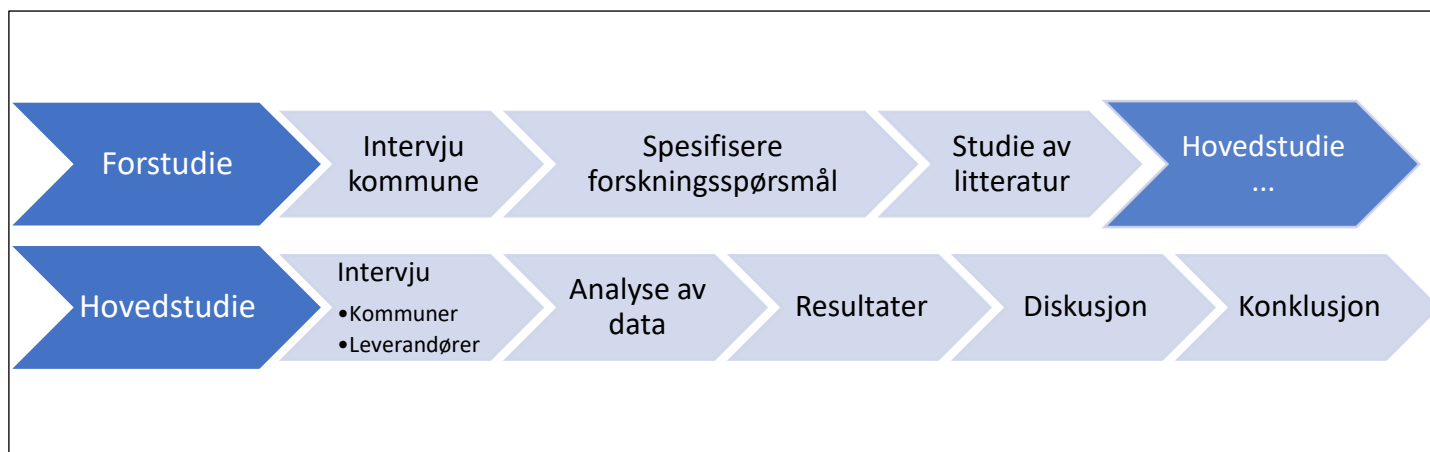 Forstudie
Intervju
kommune
Spesifisere
forskningsspørsmål
Studie av
litteratur
Hovedstudie
...
Hovedstudie
Intervju
•Kommuner
•Leverandører
Analyse av
data
Resultater
Diskusjon
Konklusjon